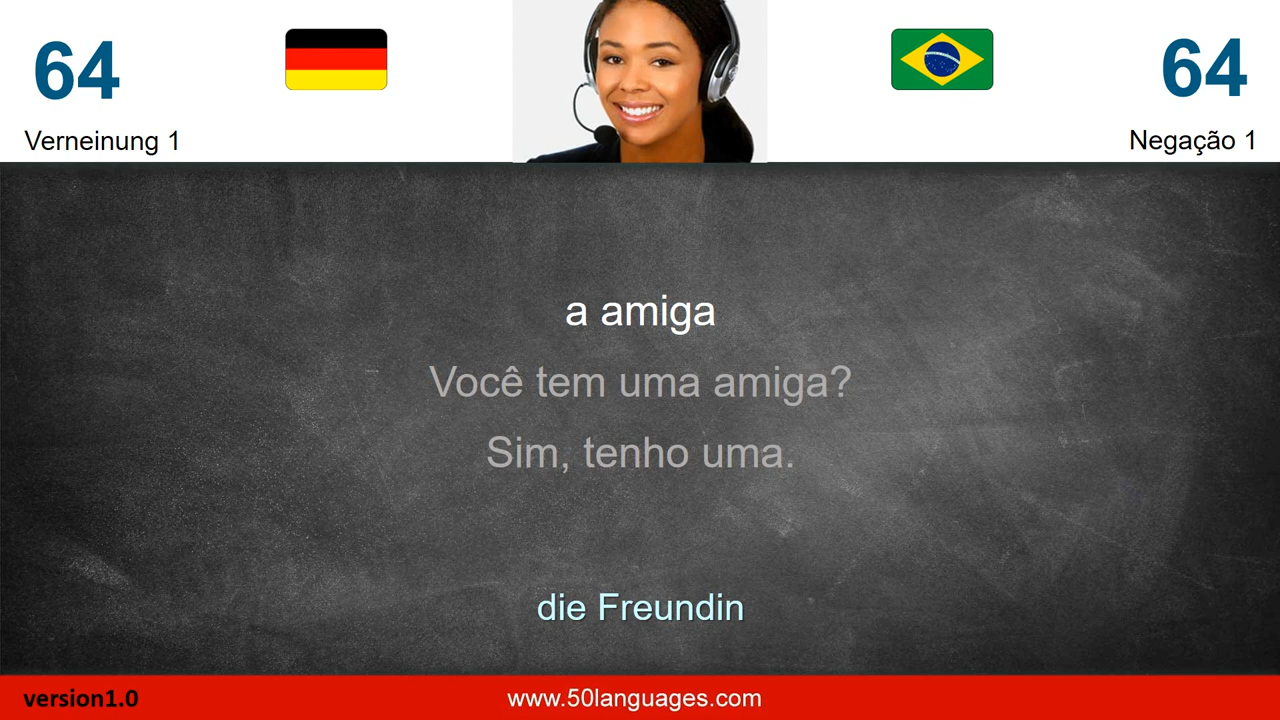 64
64
Verneinung 1
Negação 1
a amiga
Você tem uma amiga?
Sim, tenho uma.
die Freundin
version1.0
www.50languages.com